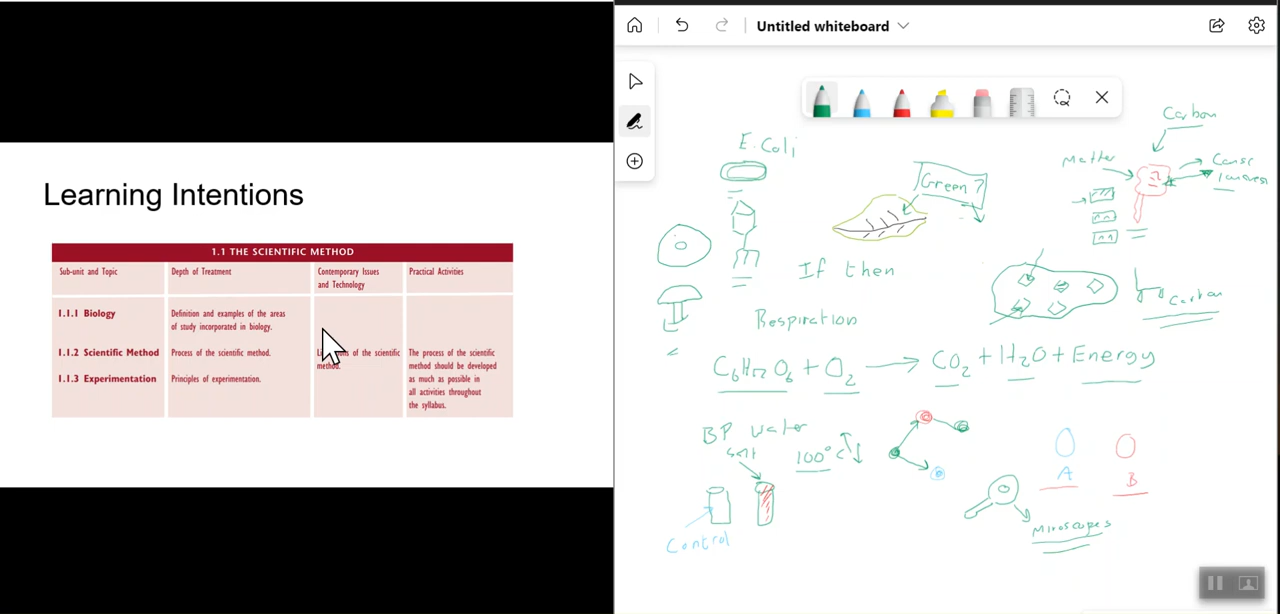 Learning Intentions
1.1 THE SCIENTIFIC METHOD
Sub-unit and Topic
Depth of Treatment
Contemporary Issues
and Technology
Practical Activities
1.1.1 Biology
Definition and examples of the areas
of study incorporated in biology.
1.1.2 Scientific Method
Process of the scientific method.
of the scientific
method.
The process of the scientific
method should be developed
as much as possible in
all activities throughout
the syllabus.
1.1.3 Experimentation
Principles of experimentation.
Untitled whiteboard
E. Coli
Green?
Carbon
Matter
If then
Respiration
Carbon
C6H12O6 + O2 → CO2 + H2O + Energy
BP water
salt
100°C
Control
A
B
Miroscopes